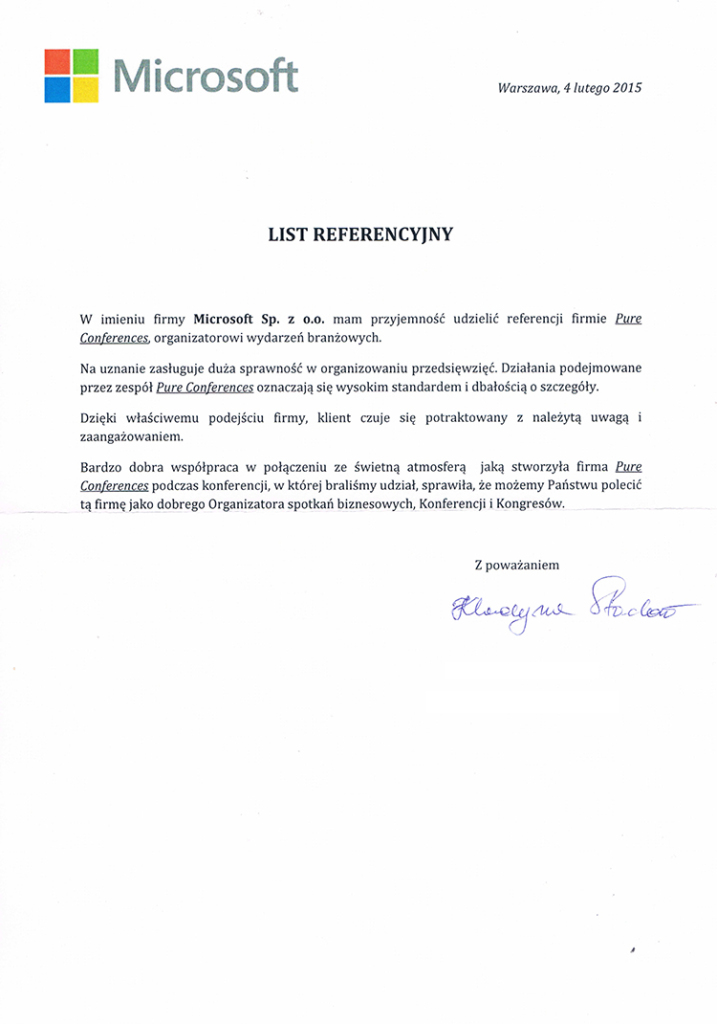 Microsoft
Warszawa, 4 lutego 2015
LIST REFERENCYJNY
W imieniu firmy Microsoft Sp. z o.o. mam przyjemność udzielić referencji firmie Pure
Conferences, organizatorowi wydarzeń branżowych.
Na uznanie zasługuje duża sprawność w organizowaniu przedsięwzięć. Działania podejmowane
przez zespół Pure Conferences oznaczają się wysokim standardem i dbałością o szczegóły.
Dzięki właściwemu podejściu firmy, klient czuje się potraktowany z należytą uwagą i
zaangażowaniem.
Bardzo dobra współpraca w połączeniu ze świetną atmosferą jaką stworzyła firma Pure
Conferences podczas konferencji, w której braliśmy udział, sprawiła, że możemy Państwu polecić
tą firmę jako dobrego Organizatora spotkań biznesowych, Konferencji i Kongresów.
Z poważaniem